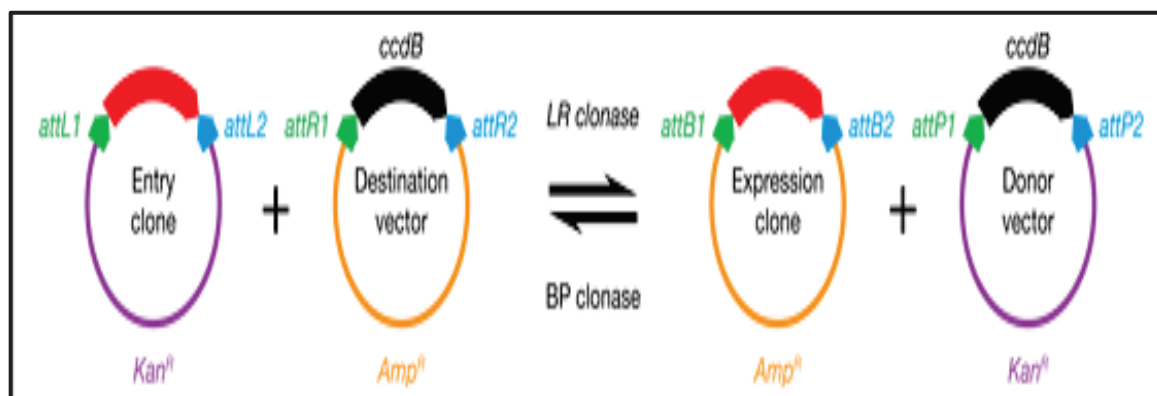 ccdB ccdB
attL1 attL2 attR1 attR2 LR clonase attB1 attB2 attP1 attP2
Entry Destination Expression Donor
clone + vector clone + vector
BP clonase
Kanᴿ Ampᴿ Ampᴿ Kanᴿ